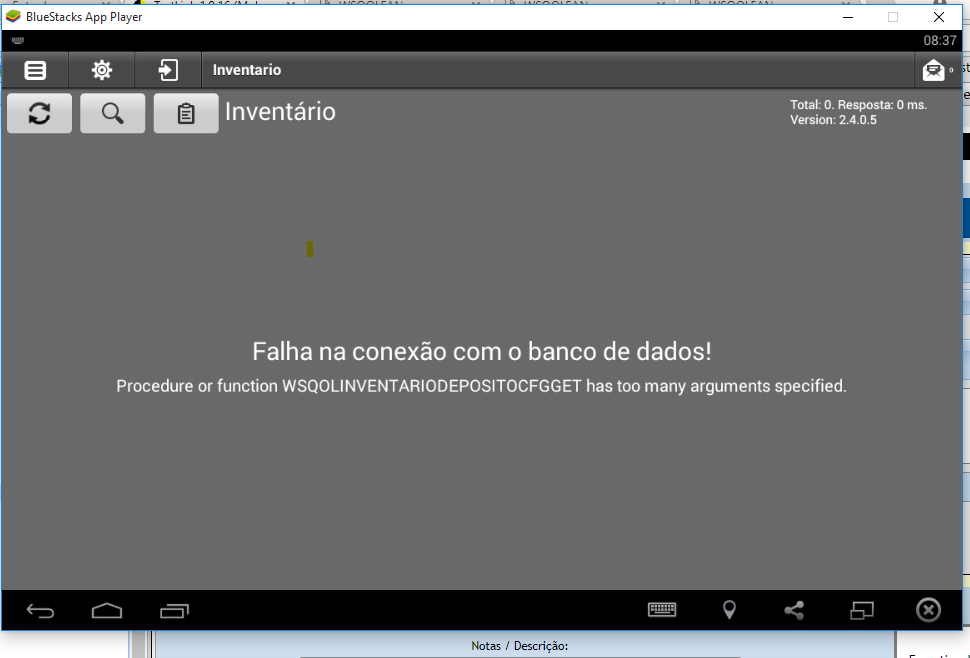 BlueStacks App Player
08:37
Inventario
0
Inventário
Total: 0. Resposta: 0 ms.
Version: 2.4.0.5
Falha na conexão com o banco de dados!
Procedure or function WSQOLINVENTARIODEPOSITOCFGGET has too many arguments specified.
Notas / Descrição: